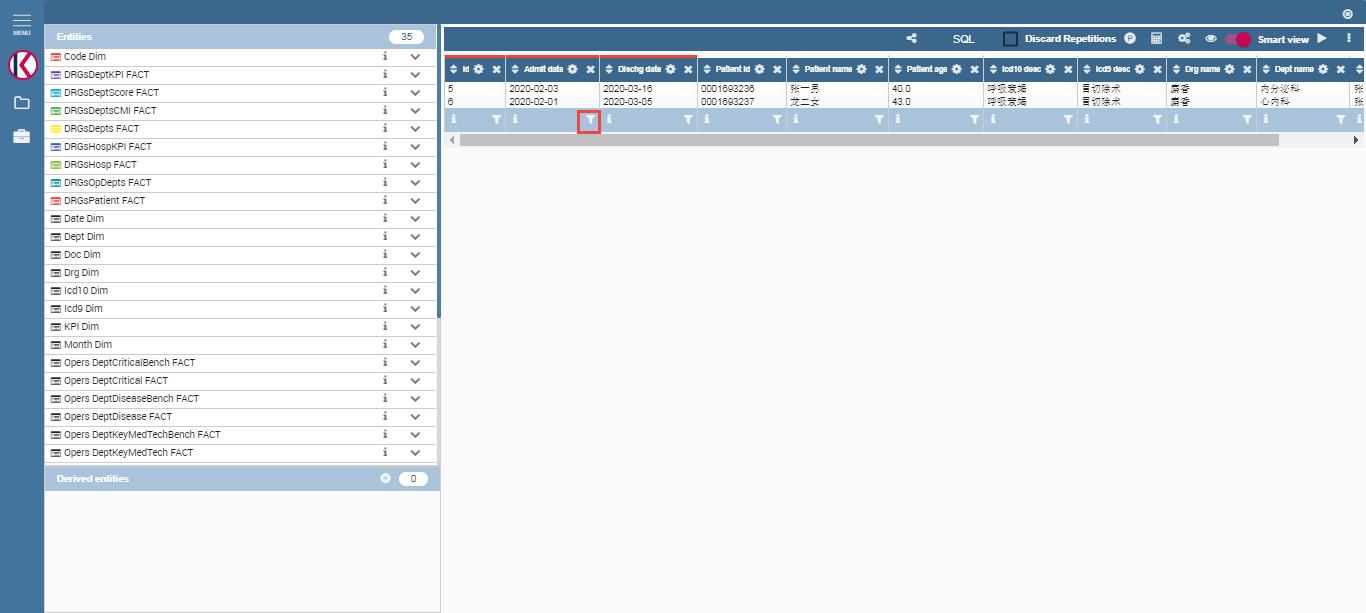 MENU
Entities 35
Code Dim
DRGsDeptKPI FACT
DRGsDeptScore FACT
DRGsDeptsCMI FACT
DRGsDepts FACT
DRGsHospKPI FACT
DRGsHosp FACT
DRGsOpDepts FACT
DRGsPatient FACT
Date Dim
Dept Dim
Doc Dim
Drg Dim
Icd10 Dim
Icd9 Dim
KPI Dim
Month Dim
Opers DeptCriticalBench FACT
Opers DeptCritical FACT
Opers DeptDiseaseBench FACT
Opers DeptDisease FACT
Opers DeptKeyMedTechBench FACT
Opers DeptKeyMedTech FACT
Derived entities 0
SQL Discard Repetitions P Smart view
Id Admit date Dischg date Patient id Patient name Patient age Icd10 desc Icd9 desc Drg name Dept name
5 2020-02-03 2020-03-16 0001693236 张一男 40.0 呼吸衰竭 胃切除术 麝香 内分泌科 张
6 2020-02-01 2020-03-05 0001693237 龙二女 43.0 呼吸衰竭 胃切除术 麝香 心内科 张